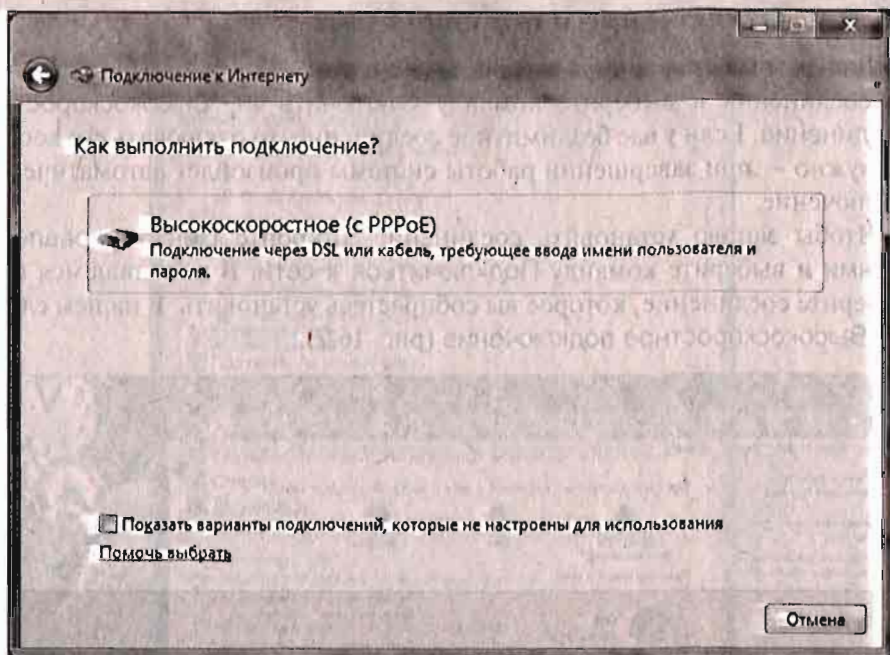 Подключение к Интернету
Как выполнить подключение?
Высокоскоростное (с PPPoE)
Подключение через DSL или кабель, требующее ввода имени пользователя и
пароля.
Показать варианты подключений, которые не настроены для использования
Помочь выбрать
Отмена